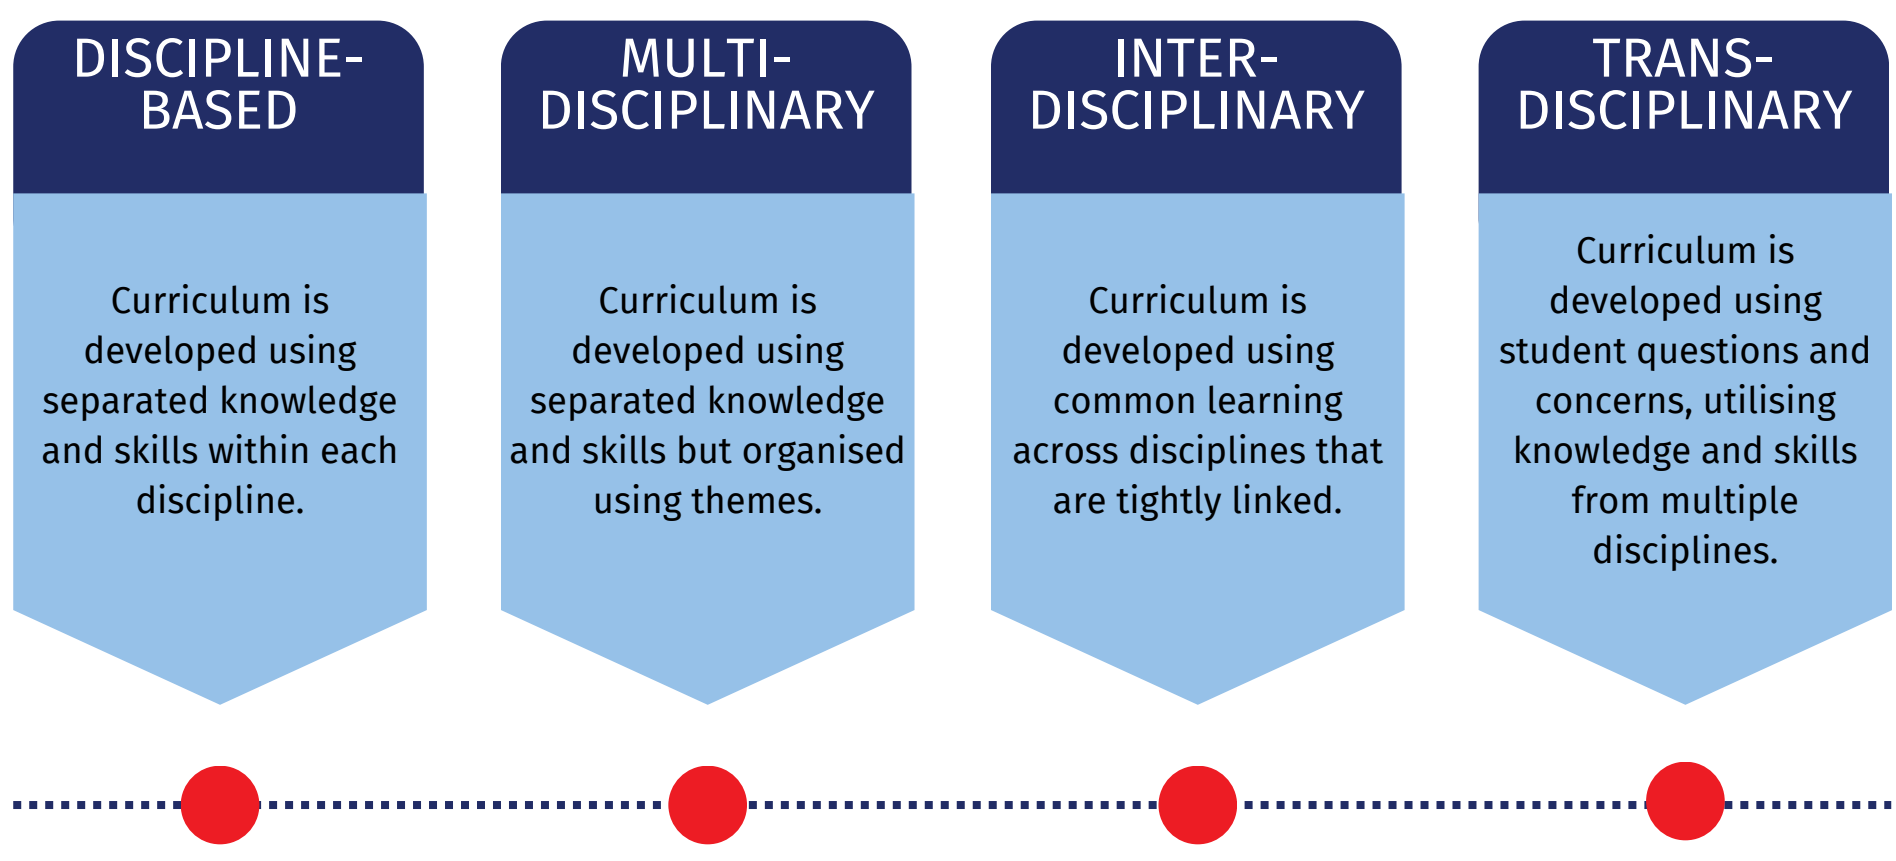 DISCIPLINE-
BASED
Curriculum is
developed using
separated knowledge
and skills within each
discipline.
MULTI-
DISCIPLINARY
Curriculum is
developed using
separated knowledge
and skills but organised
using themes.
INTER-
DISCIPLINARY
Curriculum is
developed using
common learning
across disciplines that
are tightly linked.
TRANS-
DISCIPLINARY
Curriculum is
developed using
student questions and
concerns, utilising
knowledge and skills
from multiple
disciplines.